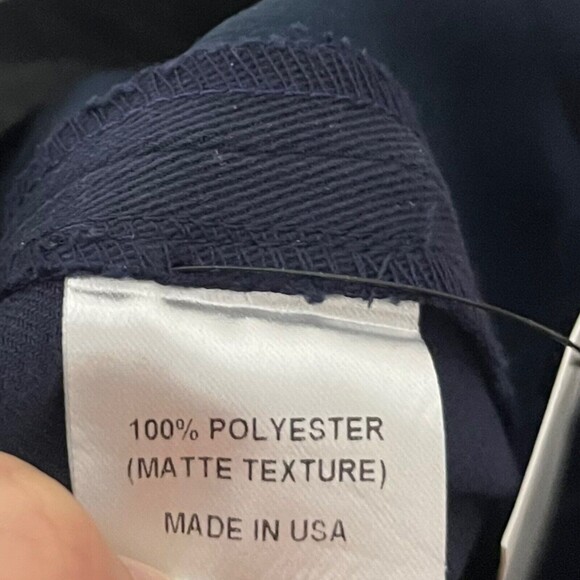 100% POLYESTER
(MATTE TEXTURE)
MADE IN USA